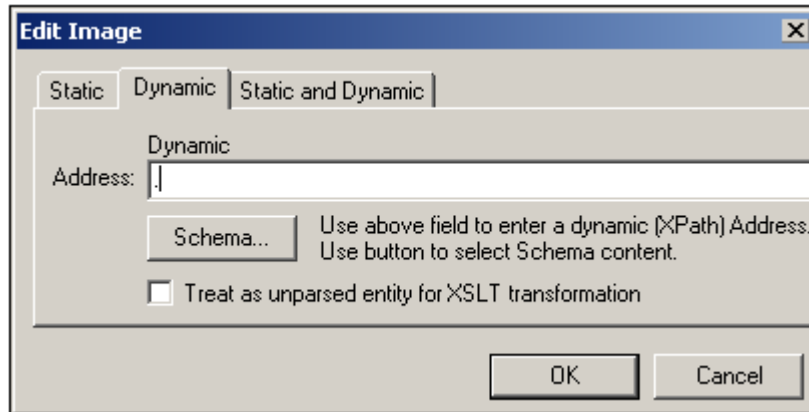 Edit Image
Static Dynamic Static and Dynamic
Dynamic
Address: .
Schema... Use above field to enter a dynamic (XPath) Address.
Use button to select Schema content.
Treat as unparsed entity for XSLT transformation
OK Cancel